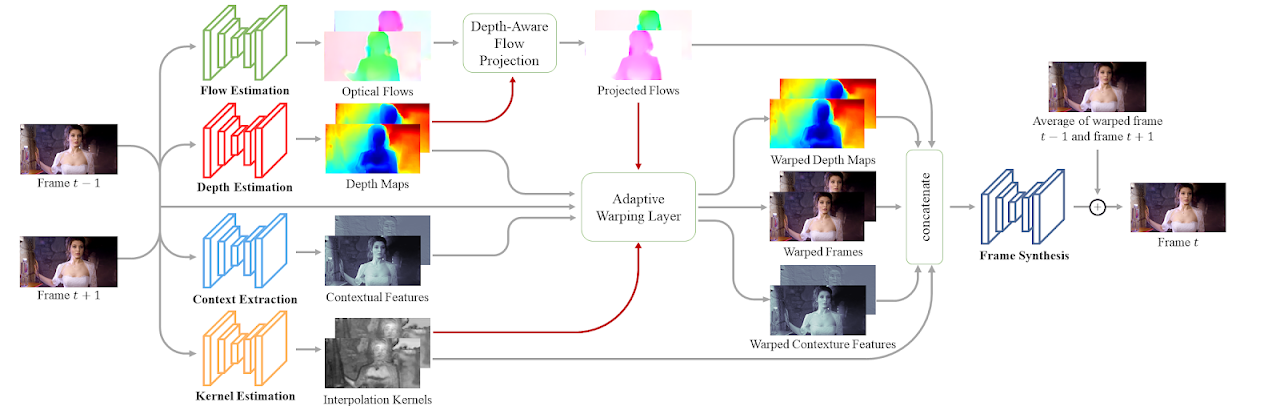 Frame t − 1
Frame t + 1
Flow Estimation
Depth Estimation
Context Extraction
Kernel Estimation
Optical Flows
Depth Maps
Contextual Features
Interpolation Kernels
Depth-Aware
Flow
Projection
Projected Flows
Adaptive
Warping Layer
Warped Depth Maps
Warped Frames
Warped Contexture Features
concatenate
Frame Synthesis
Average of warped frame
t − 1 and frame t + 1
+
Frame t